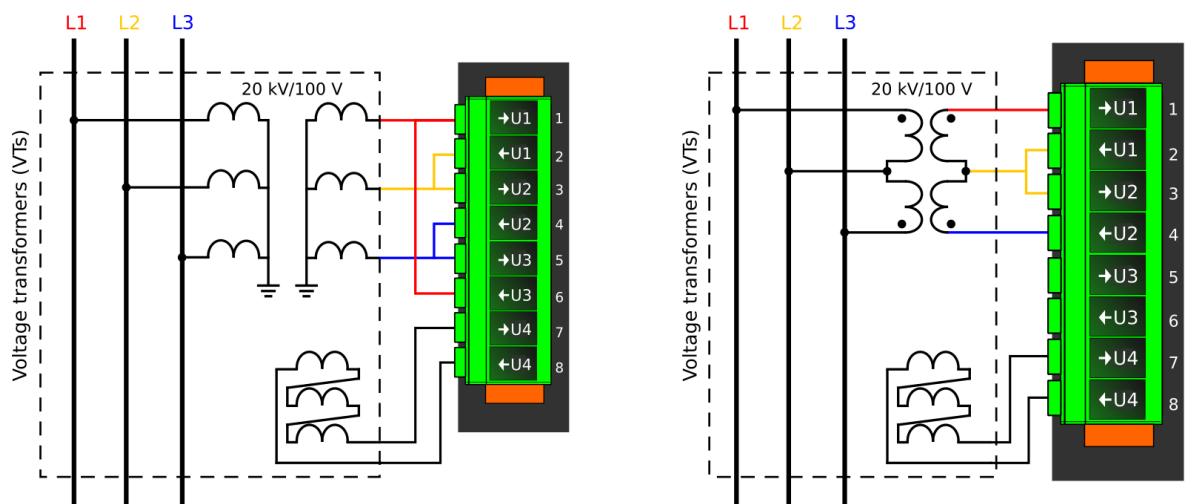 L1 L2 L3
20 kV/100 V
Voltage transformers (VTs)
→U1 1
←U1 2
→U2 3
←U2 4
→U3 5
←U3 6
→U4 7
←U4 8
L1 L2 L3
20 kV/100 V
Voltage transformers (VTs)
→U1 1
←U1 2
→U2 3
←U2 4
→U3 5
←U3 6
→U4 7
←U4 8